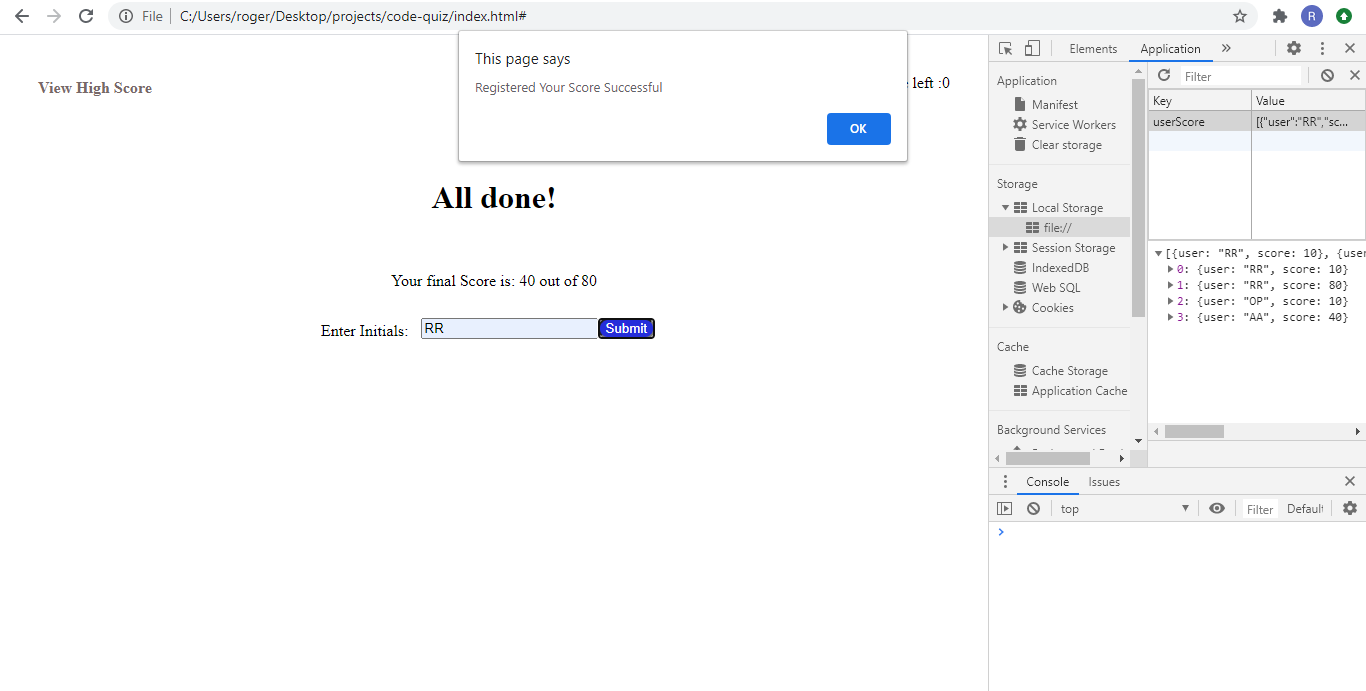 File | C:/Users/roger/Desktop/projects/code-quiz/index.html#
R
This page says
Registered Your Score Successful
OK
View High Score
left :0
All done!
Your final Score is: 40 out of 80
Enter Initials: RR Submit
Elements Application »
Application
Manifest
Service Workers
Clear storage
Storage
Local Storage
file://
Session Storage
IndexedDB
Web SQL
Cookies
Cache
Cache Storage
Application Cache
Background Services
Filter
Key Value
userScore [{"user":"RR","sc...
[{user: "RR", score: 10}, {user
0: {user: "RR", score: 10}
1: {user: "RR", score: 80}
2: {user: "OP", score: 10}
3: {user: "AA", score: 40}
Console Issues
top Filter Default